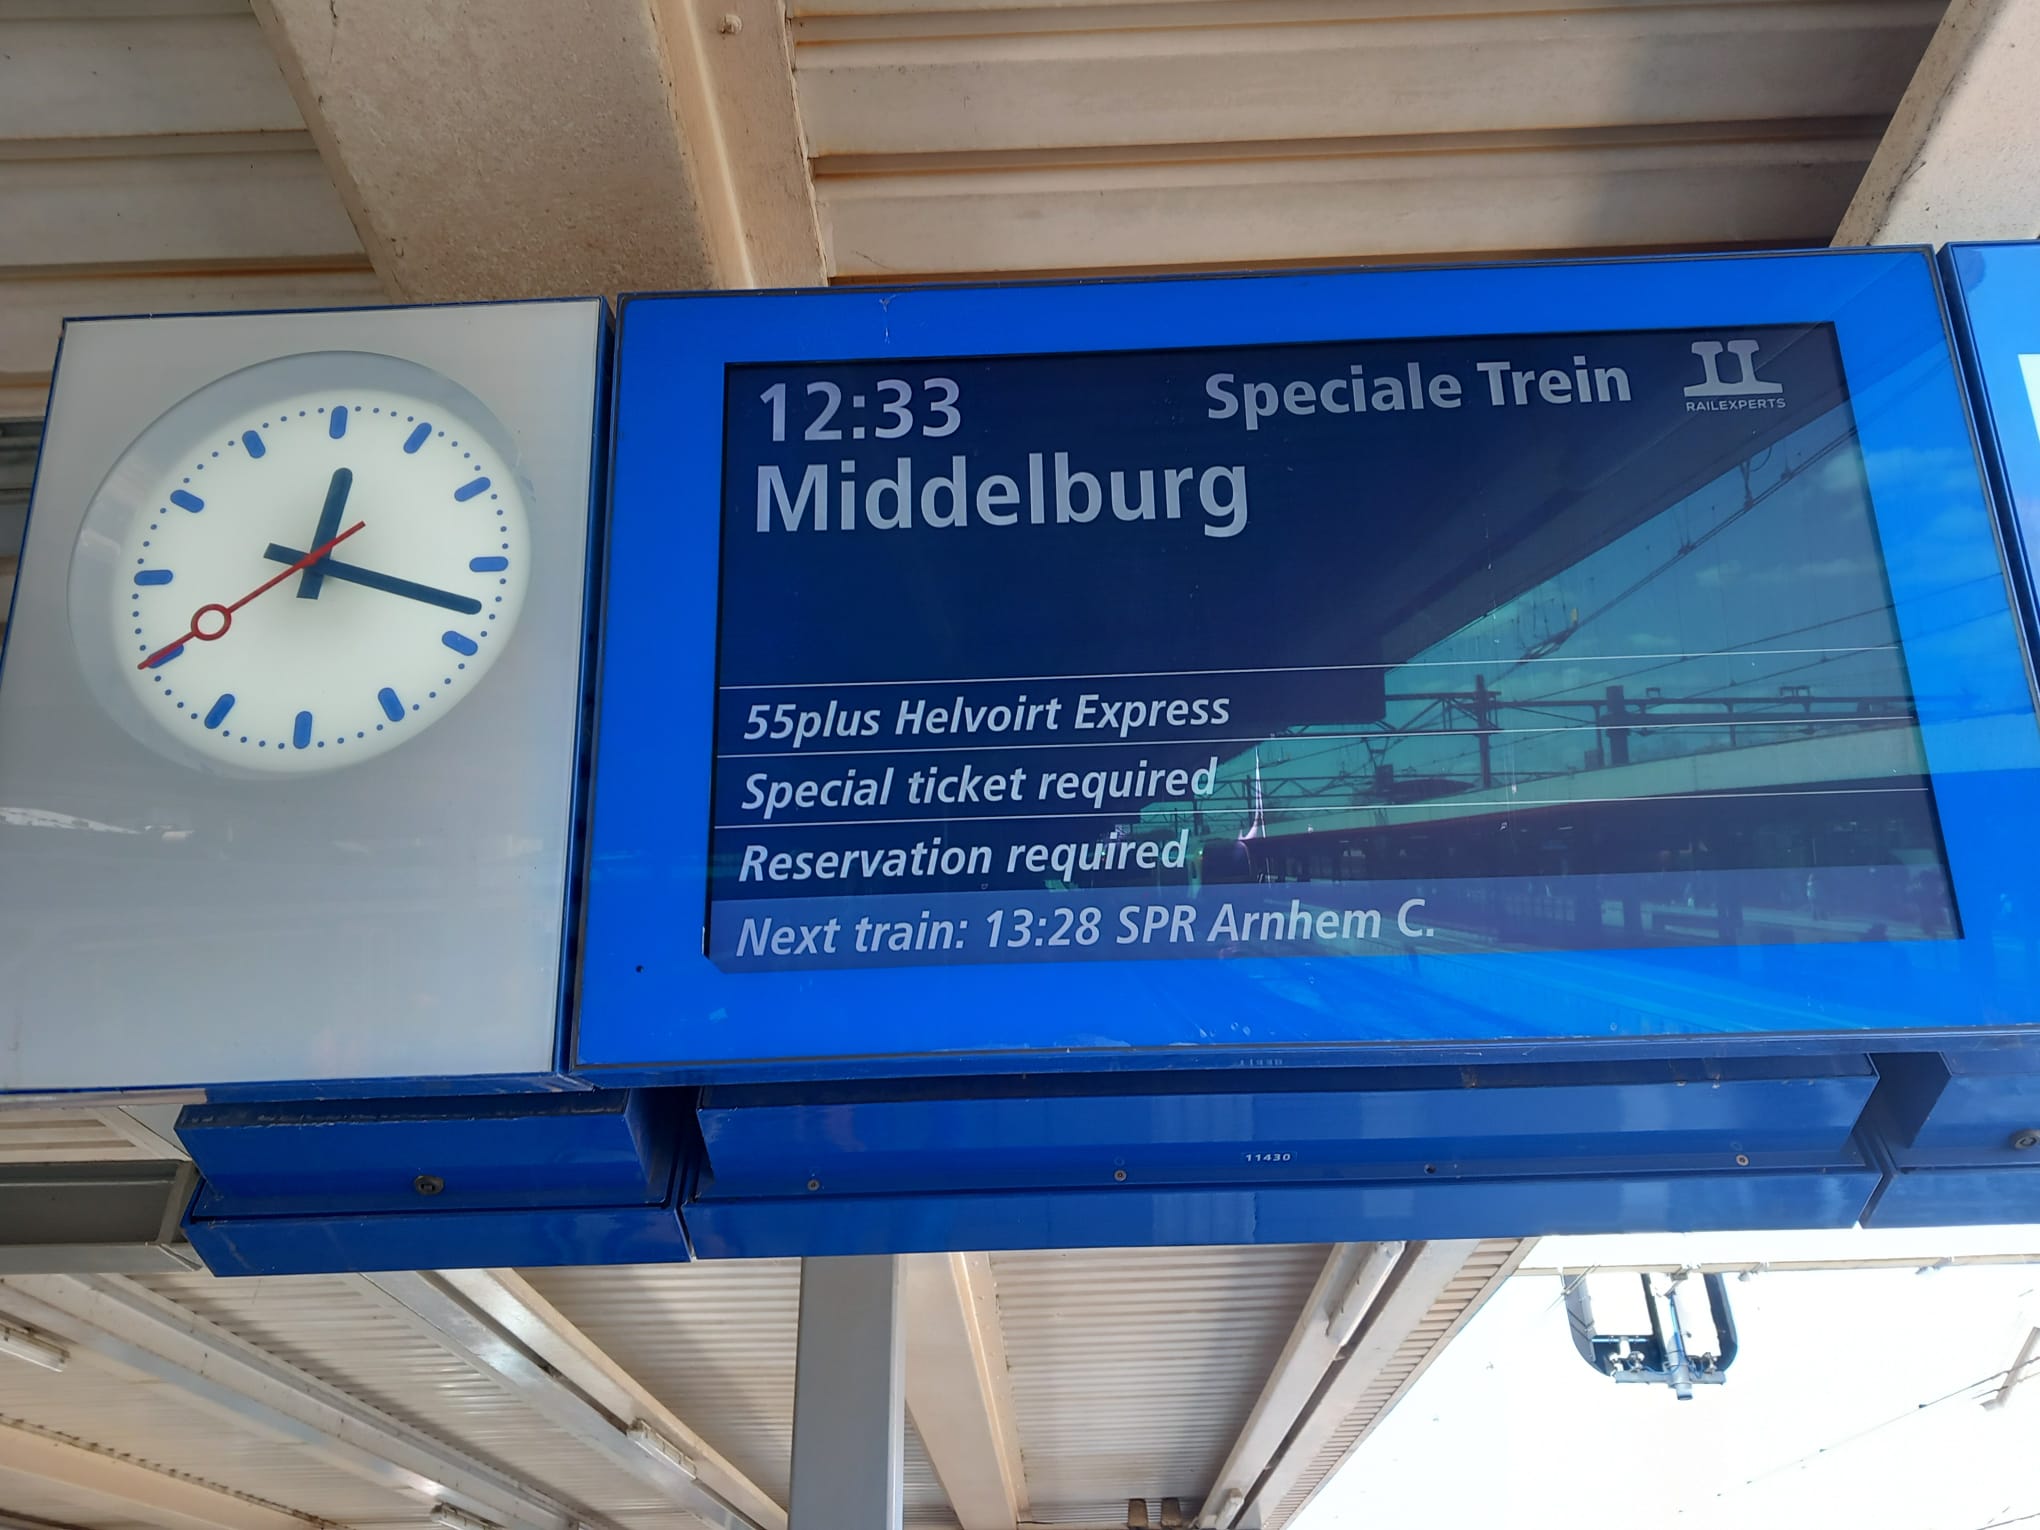 12:33
Speciale Trein
RAILEXPERTS
Middelburg
55plus Helvoirt Express
Special ticket required
Reservation required
Next train: 13:28 SPR Arnhem C.
11430